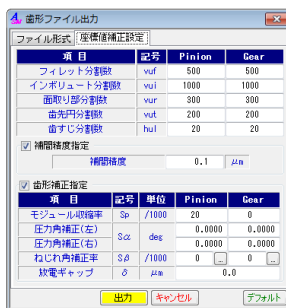 歯形ファイル出力
ファイル形式 座標値補正設定
項 目 記号 Pinion Gear
フィレット分割数 vuf 500 500
インボリュート分割数 vui 1000 1000
面取り部分割数 vur 300 300
歯先円分割数 vut 200 200
歯すじ分割数 hul 20 20
補間精度指定
補間精度 0.1 μm
歯形補正指定
項 目 記号 単位 Pinion Gear
モジュール収縮率 Sp /1000 20 0
圧力角補正(左) Sα deg 0.0000 0.0000
圧力角補正(右) 0.0000 0.0000
ねじれ角補正率 Sβ /1000 0 ... 0 ...
放電ギャップ δ μm 0.0
出力 キャンセル デフォルト